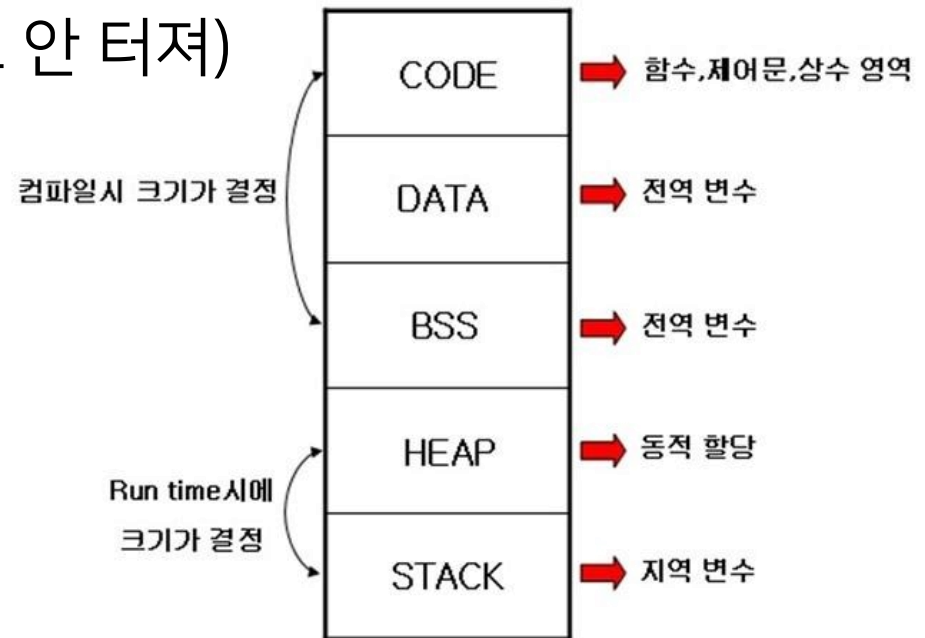 안 터져)
CODE
함수,제어문,상수 영역
컴파일시 크기가 결정
DATA
전역 변수
BSS
전역 변수
HEAP
동적 할당
Run time시에
크기가 결정
STACK
지역 변수